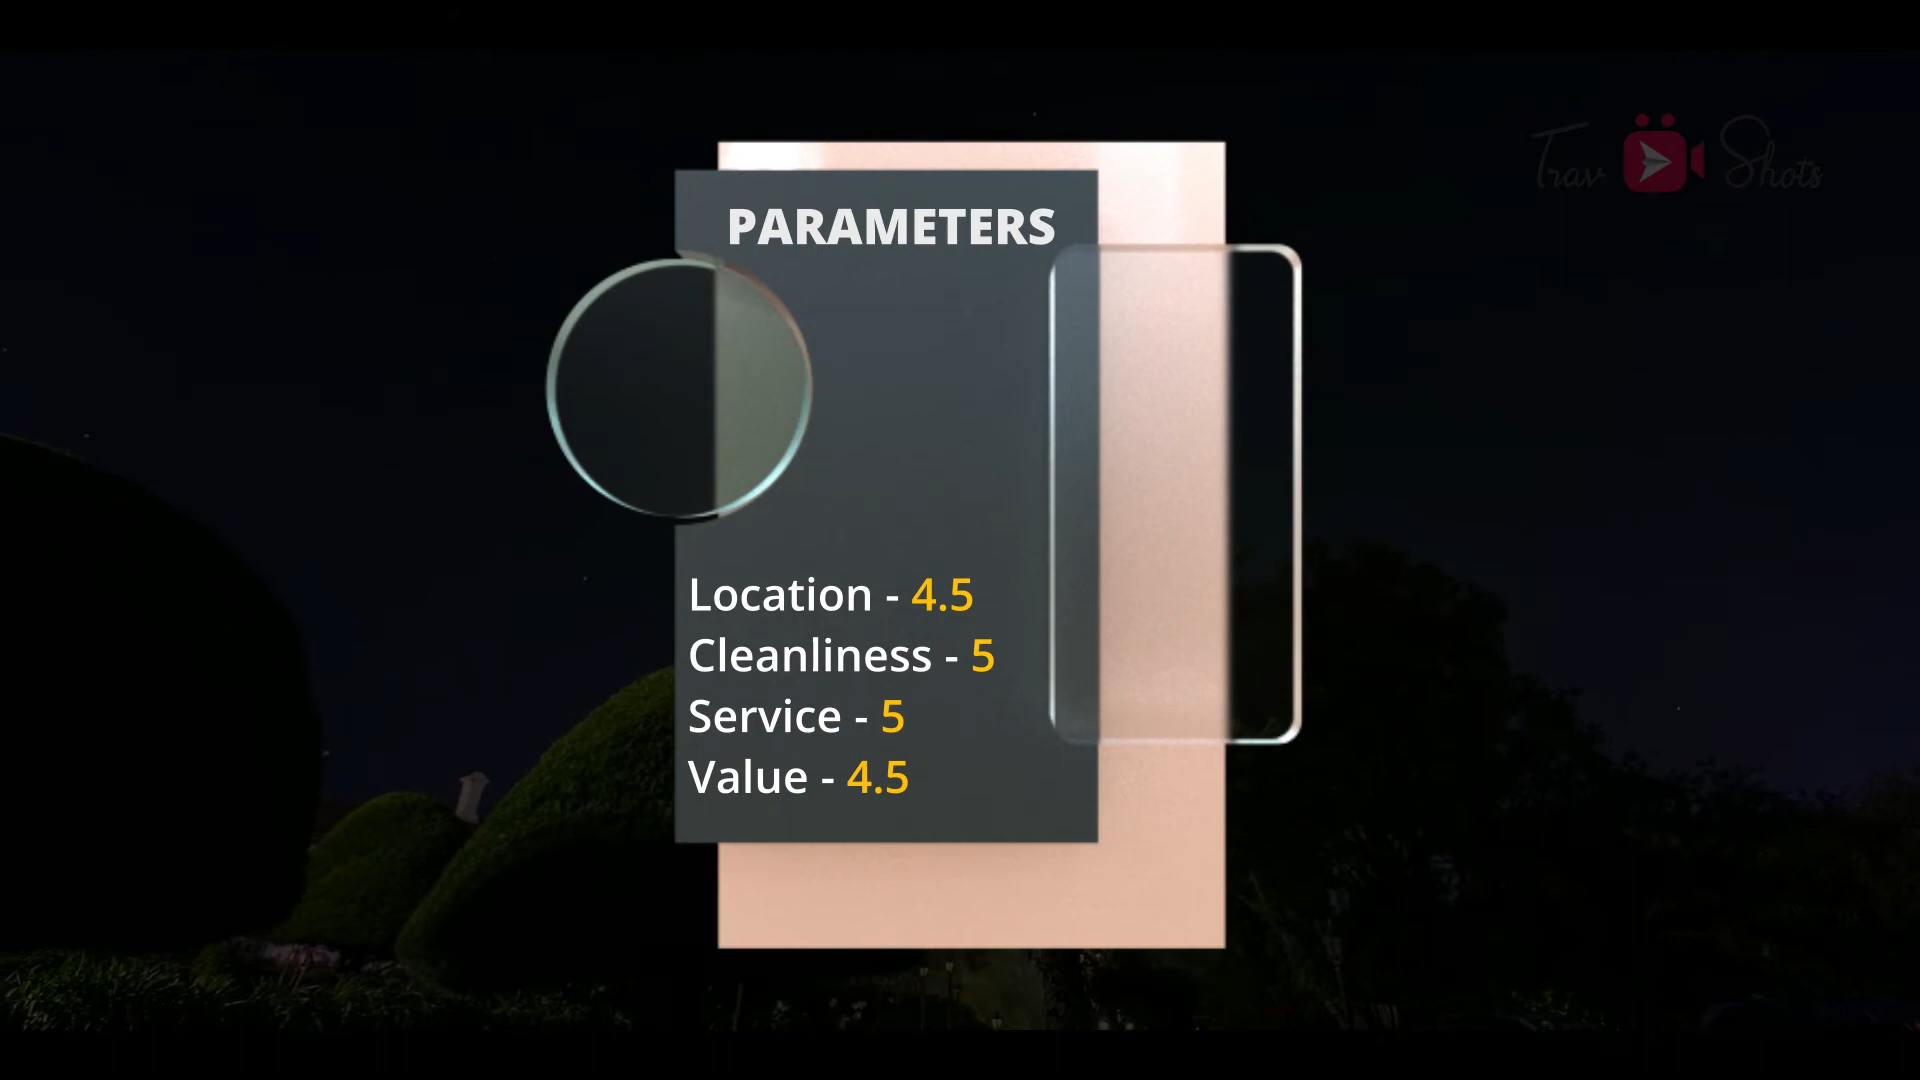 Trav Shots
PARAMETERS
Location - 4.5
Cleanliness - 5
Service - 5
Value - 4.5